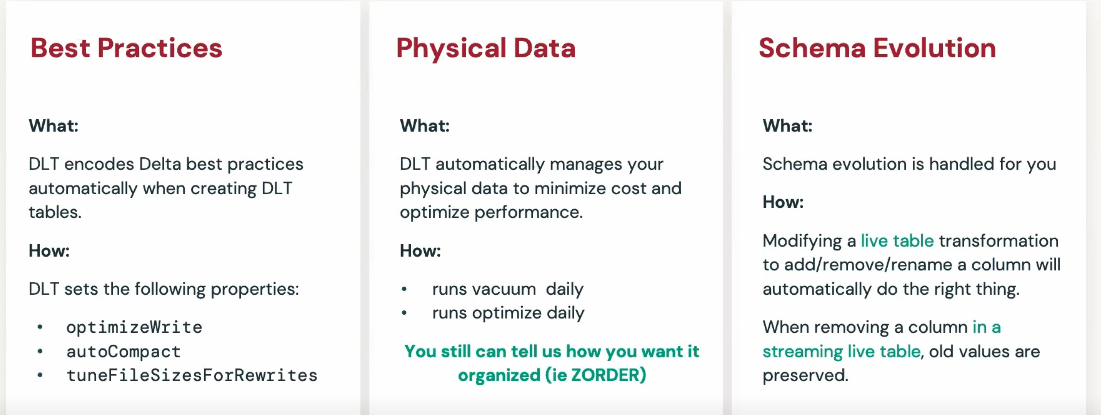 Best Practices
What:
DLT encodes Delta best practices
automatically when creating DLT
tables.
How:
DLT sets the following properties:
• optimizeWrite
• autoCompact
• tuneFileSizesForRewrites
Physical Data
What:
DLT automatically manages your
physical data to minimize cost and
optimize performance.
How:
• runs vacuum daily
• runs optimize daily
You still can tell us how you want it
organized (ie ZORDER)
Schema Evolution
What:
Schema evolution is handled for you
How:
Modifying a live table transformation
to add/remove/rename a column will
automatically do the right thing.
When removing a column in a
streaming live table, old values are
preserved.